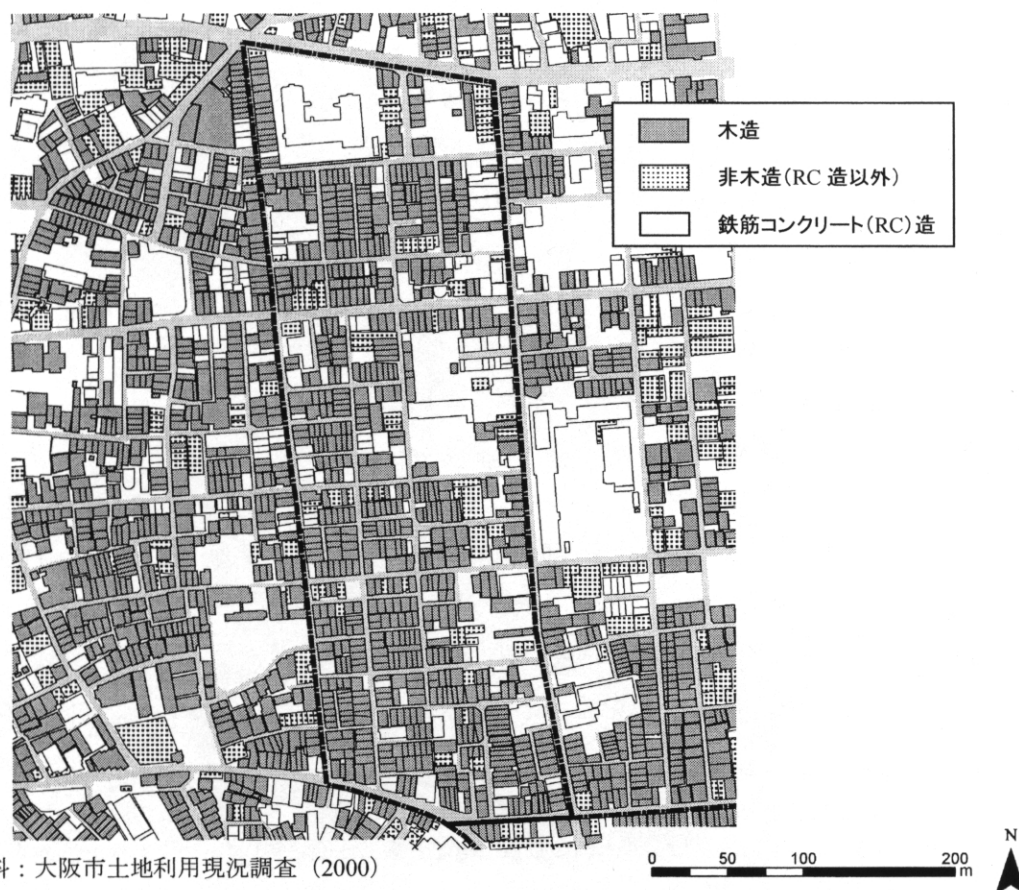 木造
非木造(RC 造以外)
鉄筋コンクリート(RC)造
料：大阪市土地利用現況調査（2000）
0 50 100 200
m
N